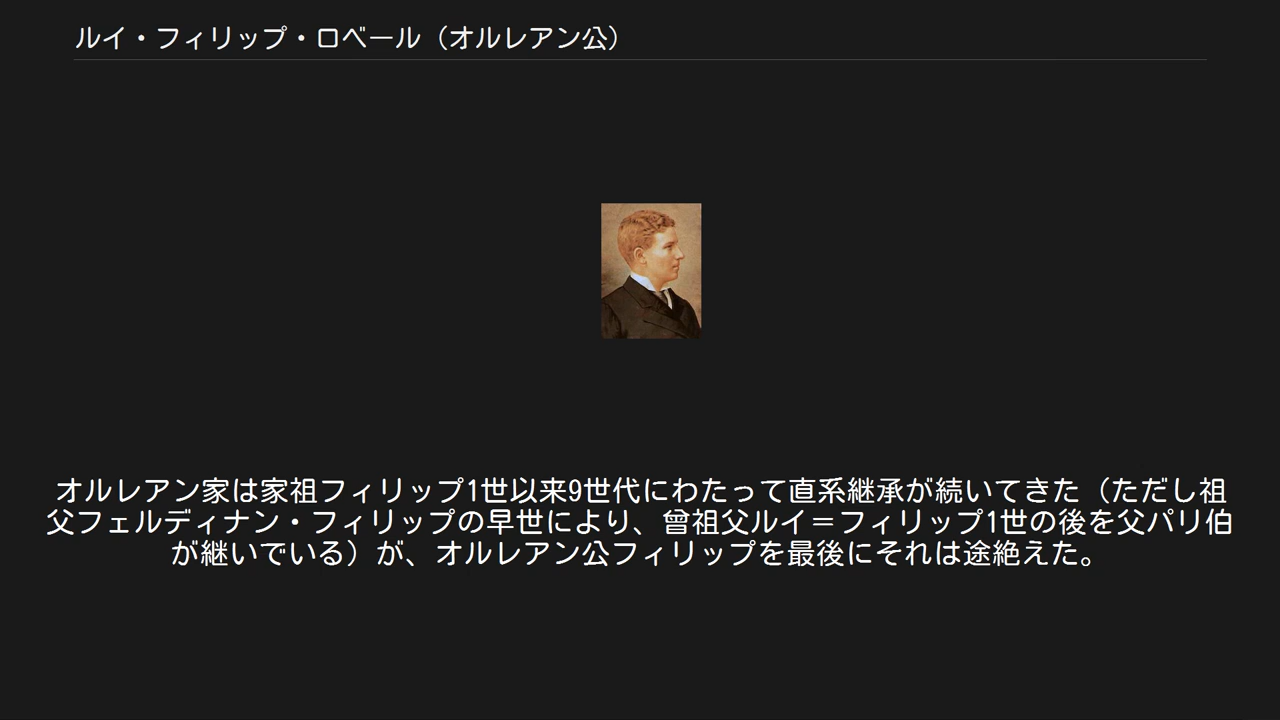 ルイ・フィリップ・ロベール（オルレアン公）
オルレアン家は家祖フィリップ1世以来9世代にわたって直系継承が続いてきた（ただし祖
父フェルディナン・フィリップの早世により、曾祖父ルイ＝フィリップ1世の後を父パリ伯
が継いでいる）が、オルレアン公フィリップを最後にそれは途絶えた。